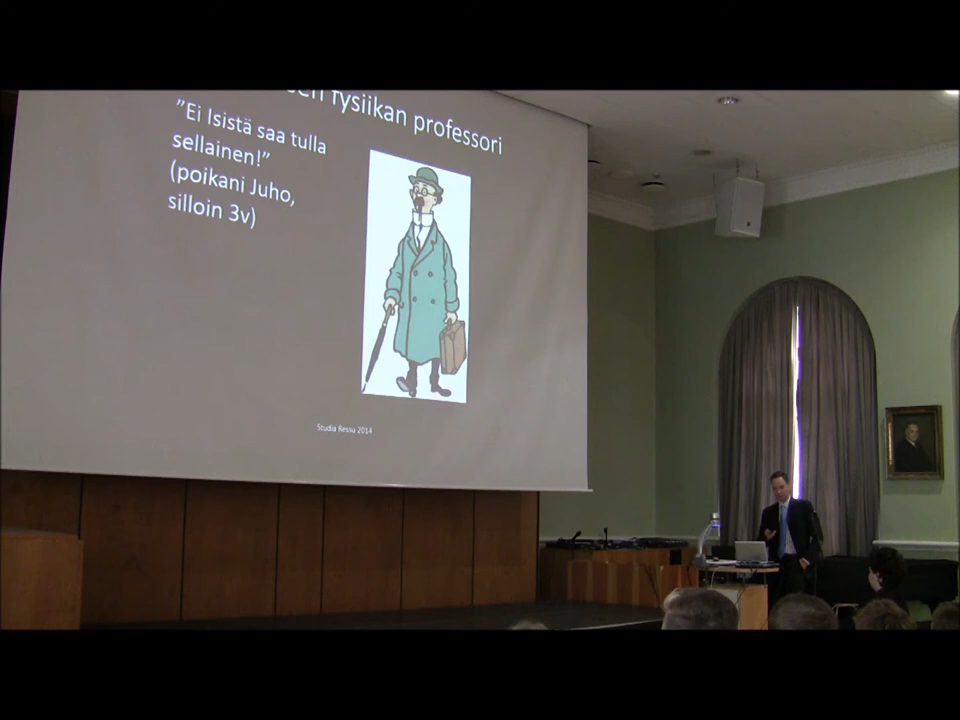 fysiikan professori
”Ei Isistä saa tulla
sellainen!”
(poikani Juho,
silloin 3v)
Studia Ressu 2014